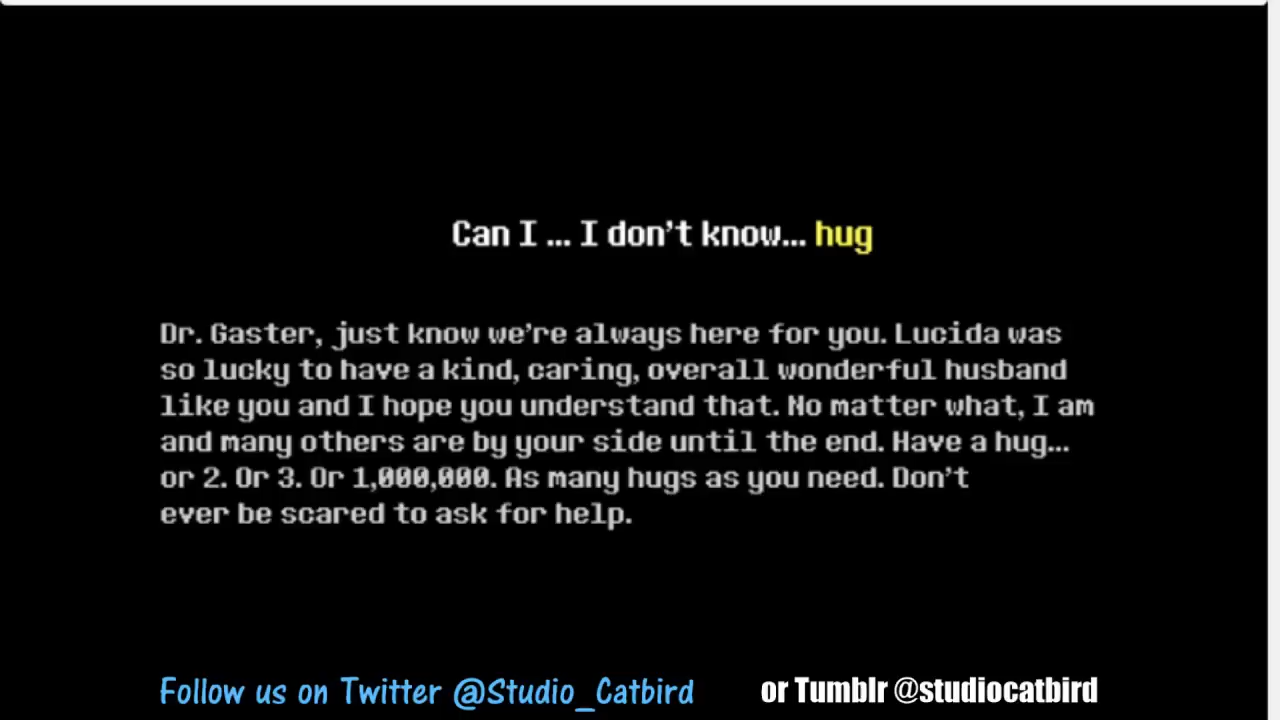 Can I ... I don't know... hug
Dr. Gaster, just know we're always here for you. Lucida was
so lucky to have a kind, caring, overall wonderful husband
like you and I hope you understand that. No matter what, I am
and many others are by your side until the end. Have a hug...
or 2. Or 3. Or 1,000,000. As many hugs as you need. Don't
ever be scared to ask for help.
Follow us on Twitter @Studio_Catbird or Tumblr @studiocatbird